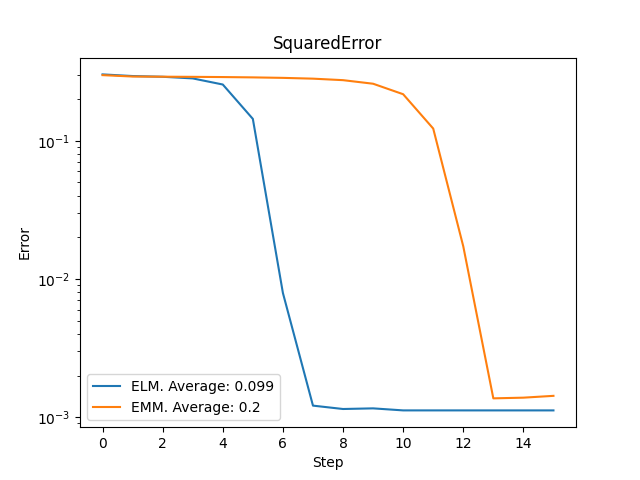 SquaredError
Error
10⁻¹
10⁻²
10⁻³
ELM. Average: 0.099
EMM. Average: 0.2
0 2 4 6 8 10 12 14
Step